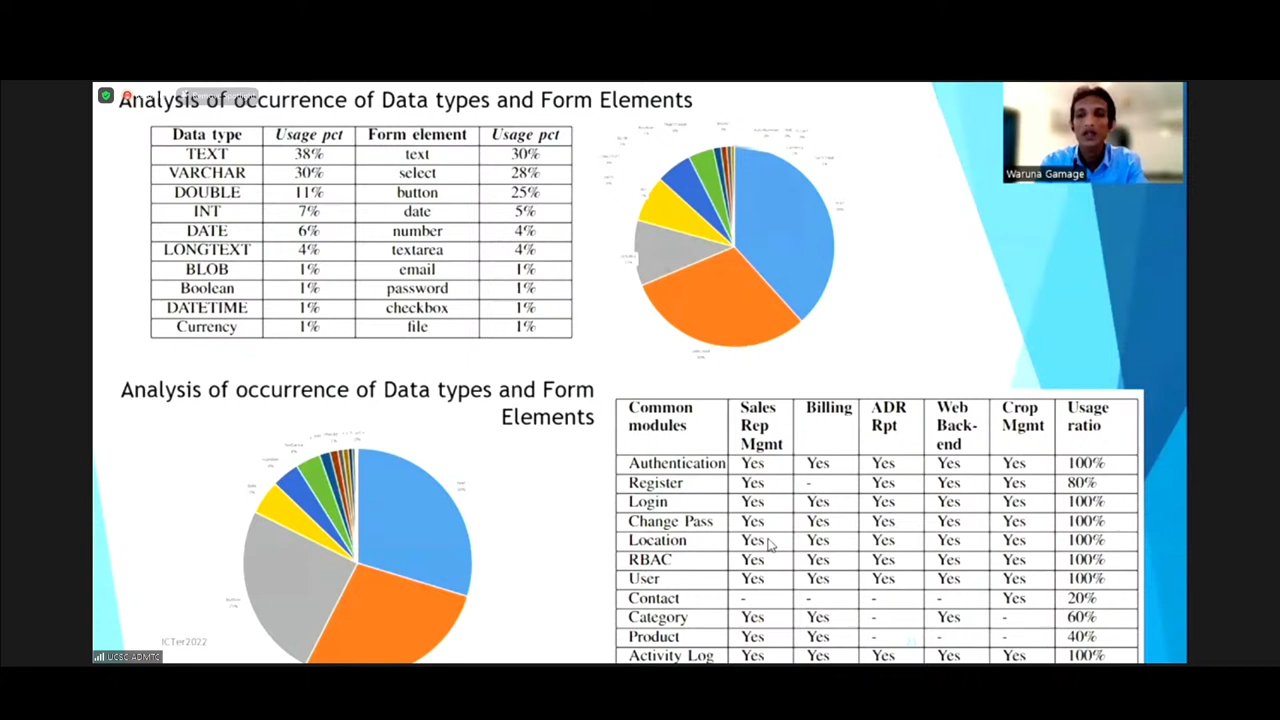 Analysis of occurrence of Data types and Form Elements
Data type Usage pct Form element Usage pct
TEXT 38% text 30%
VARCHAR 30% select 28%
DOUBLE 11% button 25%
INT 7% date 5%
DATE 6% number 4%
LONGTEXT 4% textarea 4%
BLOB 1% email 1%
Boolean 1% password 1%
DATETIME 1% checkbox 1%
Currency 1% file 1%
Waruna Gamage
Analysis of occurrence of Data types and Form
Elements
Common Sales Billing ADR Web Crop Usage
modules Rep Rpt Back- Mgmt ratio
Mgmt end
Authentication Yes Yes Yes Yes Yes 100%
Register Yes - Yes Yes Yes 80%
Login Yes Yes Yes Yes Yes 100%
Change Pass Yes Yes Yes Yes Yes 100%
Location Yes Yes Yes Yes Yes 100%
RBAC Yes Yes Yes Yes Yes 100%
User Yes Yes Yes Yes Yes 100%
Contact - - - - Yes 20%
Category Yes Yes - Yes - 60%
Product Yes Yes - - - 40%
Activity Log Yes Yes Yes Yes Yes 100%
ICTer2022
23
UCSC ADMTC